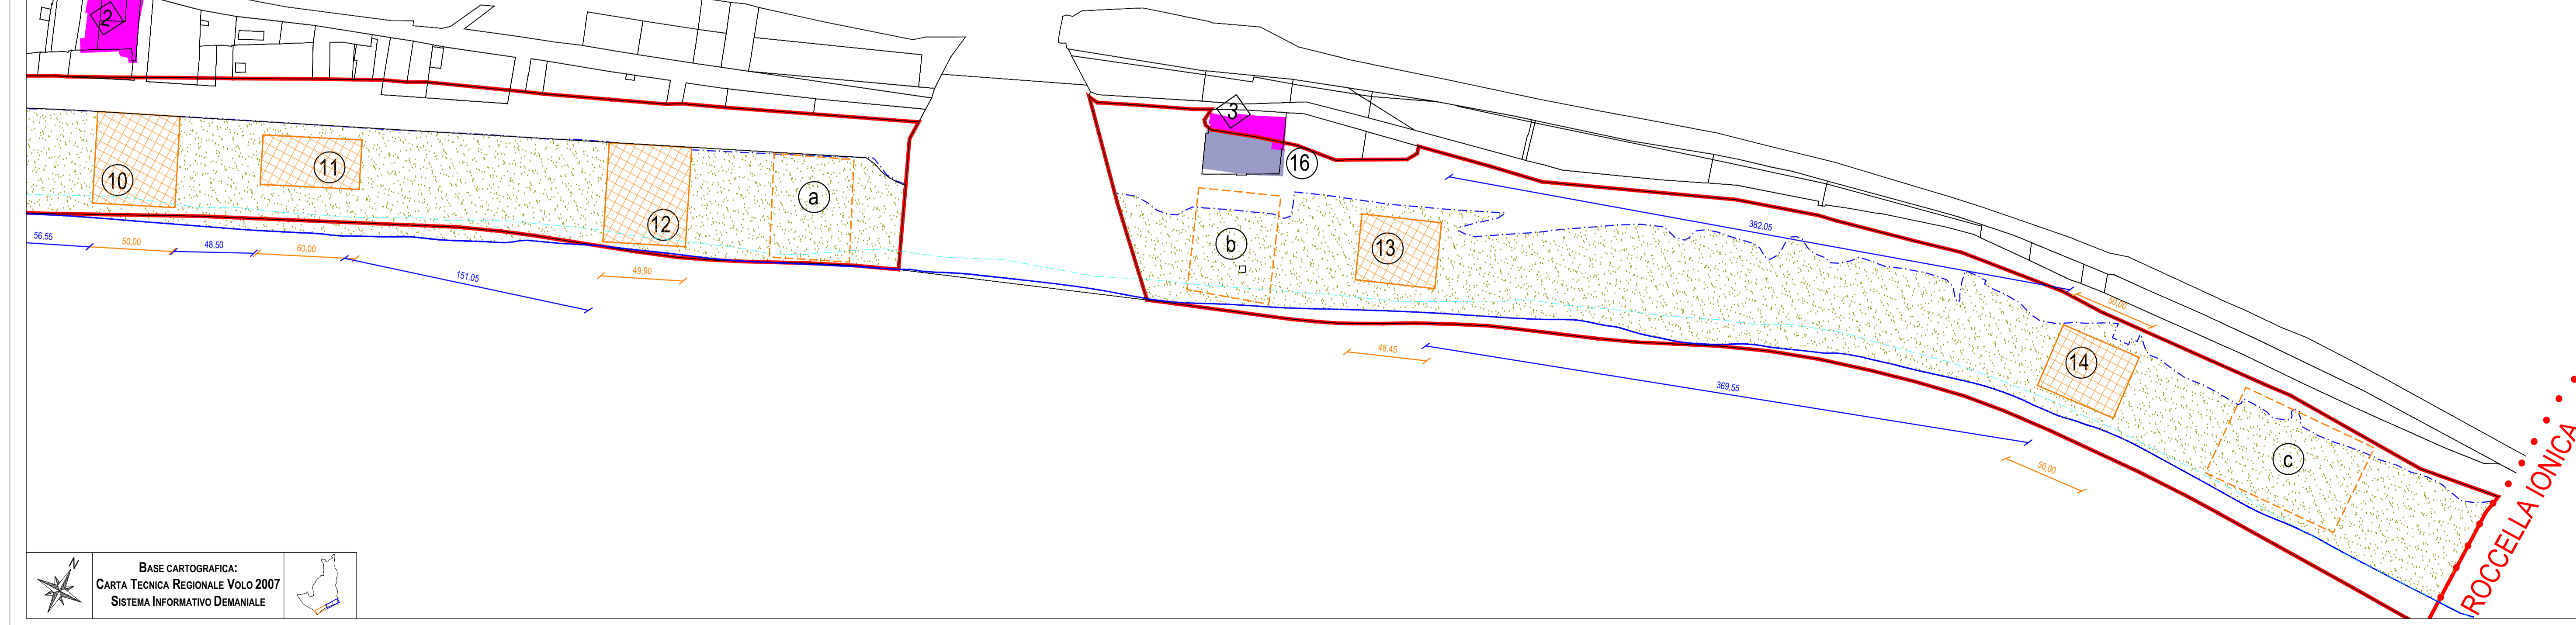 2
3
10
11
12
a
16
b
13
14
c
382,05
50,00
56,55
50,00
48,50
60,00
151,05
49,90
48,45
369,55
50,00
ROCCELLA IONICA
N
BASE CARTOGRAFICA:
CARTA TECNICA REGIONALE VOLO 2007
SISTEMA INFORMATIVO DEMANIALE